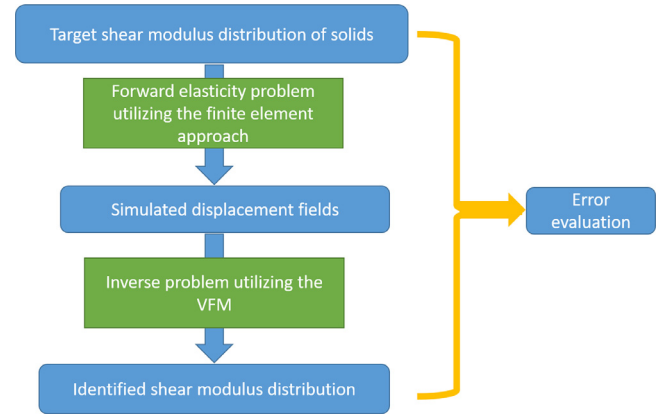 Target shear modulus distribution of solids
Forward elasticity problem
utilizing the finite element
approach
Simulated displacement fields
Inverse problem utilizing the
VFM
Identified shear modulus distribution
Error
evaluation